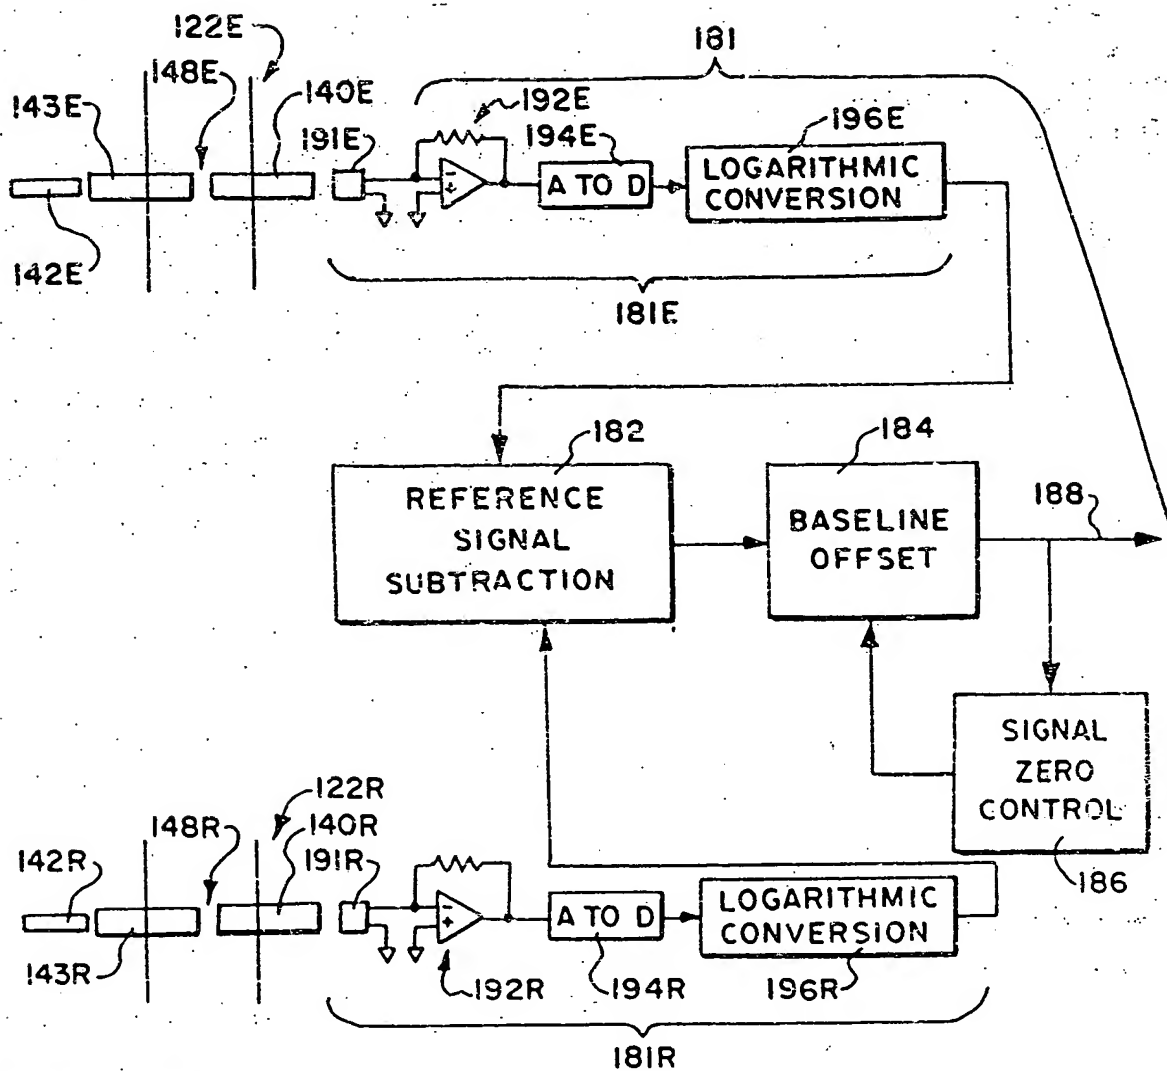 122E
148E
181
143E
140E
192E
191E
194E
196E
A TO D
LOGARITHMIC
CONVERSION
142E
181E
182
184
REFERENCE
SIGNAL
SUBTRACTION
BASELINE
OFFSET
188
SIGNAL
ZERO
CONTROL
186
122R
148R
140R
142R
191R
A TO D
LOGARITHMIC
CONVERSION
143R
192R
194R
196R
181R